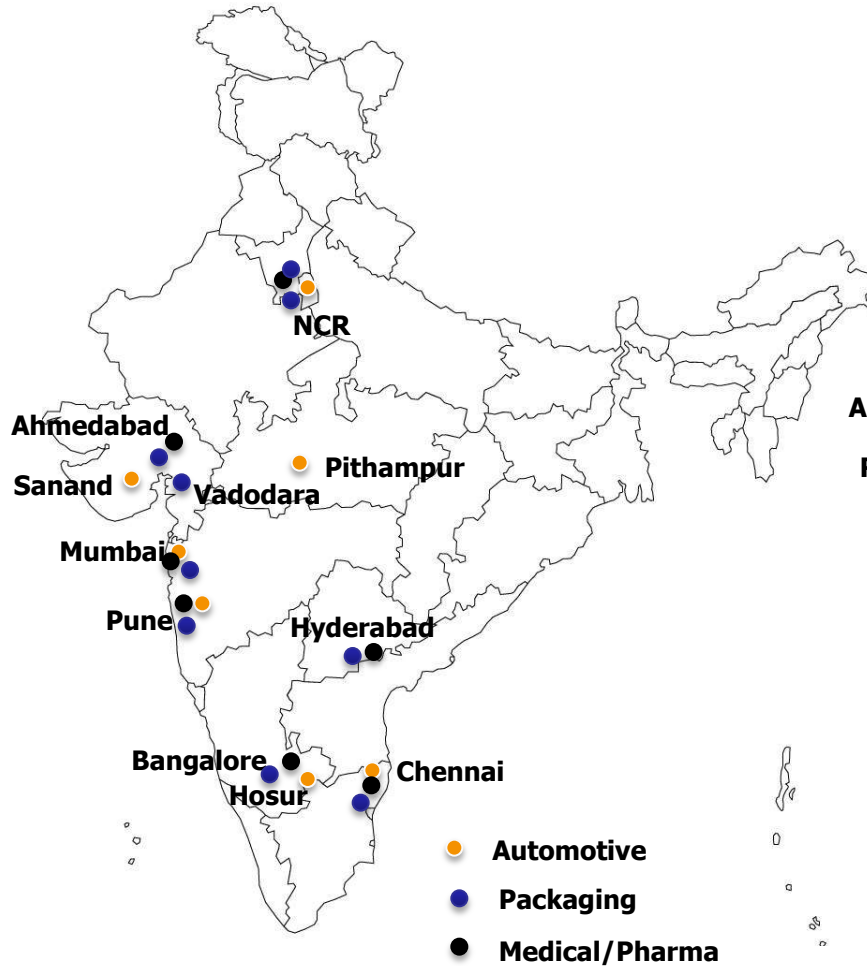 NCR
Ahmedabad
A
Pithampur
Sanand
F
Vadodara
Mumbai
Pune
Hyderabad
Bangalore
Chennai
Hosur
Automotive
Packaging
Medical/Pharma